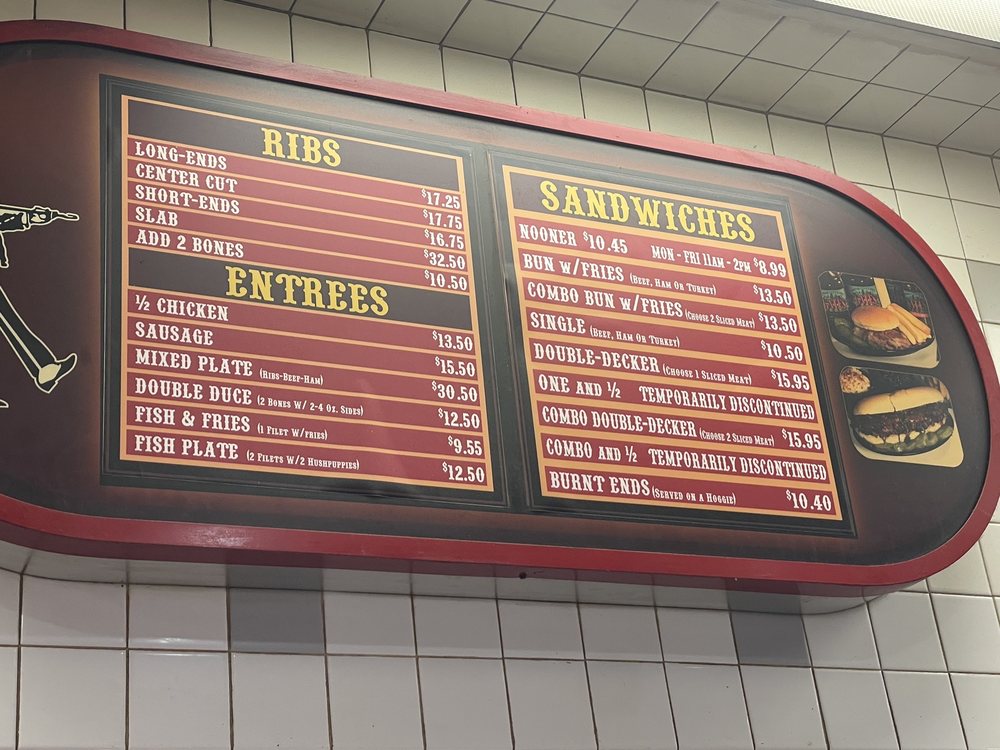 RIBS
LONG-ENDS $17.25
CENTER CUT $17.75
SHORT-ENDS $16.75
SLAB $32.50
ADD 2 BONES $10.50
ENTREES
½ CHICKEN $13.50
SAUSAGE $15.50
MIXED PLATE (RIBS-BEEF-HAM) $30.50
DOUBLE DUCE (2 BONES W/ 2-4 OZ. SIDES) $12.50
FISH & FRIES (1 FILET W/FRIES) $9.55
FISH PLATE (2 FILETS W/2 HUSHPUPPIES) $12.50
SANDWICHES
NOONER $10.45 MON - FRI 11AM - 2PM $8.99
BUN W/FRIES (BEEF, HAM OR TURKEY) $13.50
COMBO BUN W/FRIES (CHOOSE 2 SLICED MEAT) $13.50
SINGLE (BEEF, HAM OR TURKEY) $10.50
DOUBLE-DECKER (CHOOSE 1 SLICED MEAT) $15.95
ONE AND ½ TEMPORARILY DISCONTINUED
COMBO DOUBLE-DECKER (CHOOSE 2 SLICED MEAT) $15.95
COMBO AND ½ TEMPORARILY DISCONTINUED
BURNT ENDS (SERVED ON A HOGGIE) $10.40